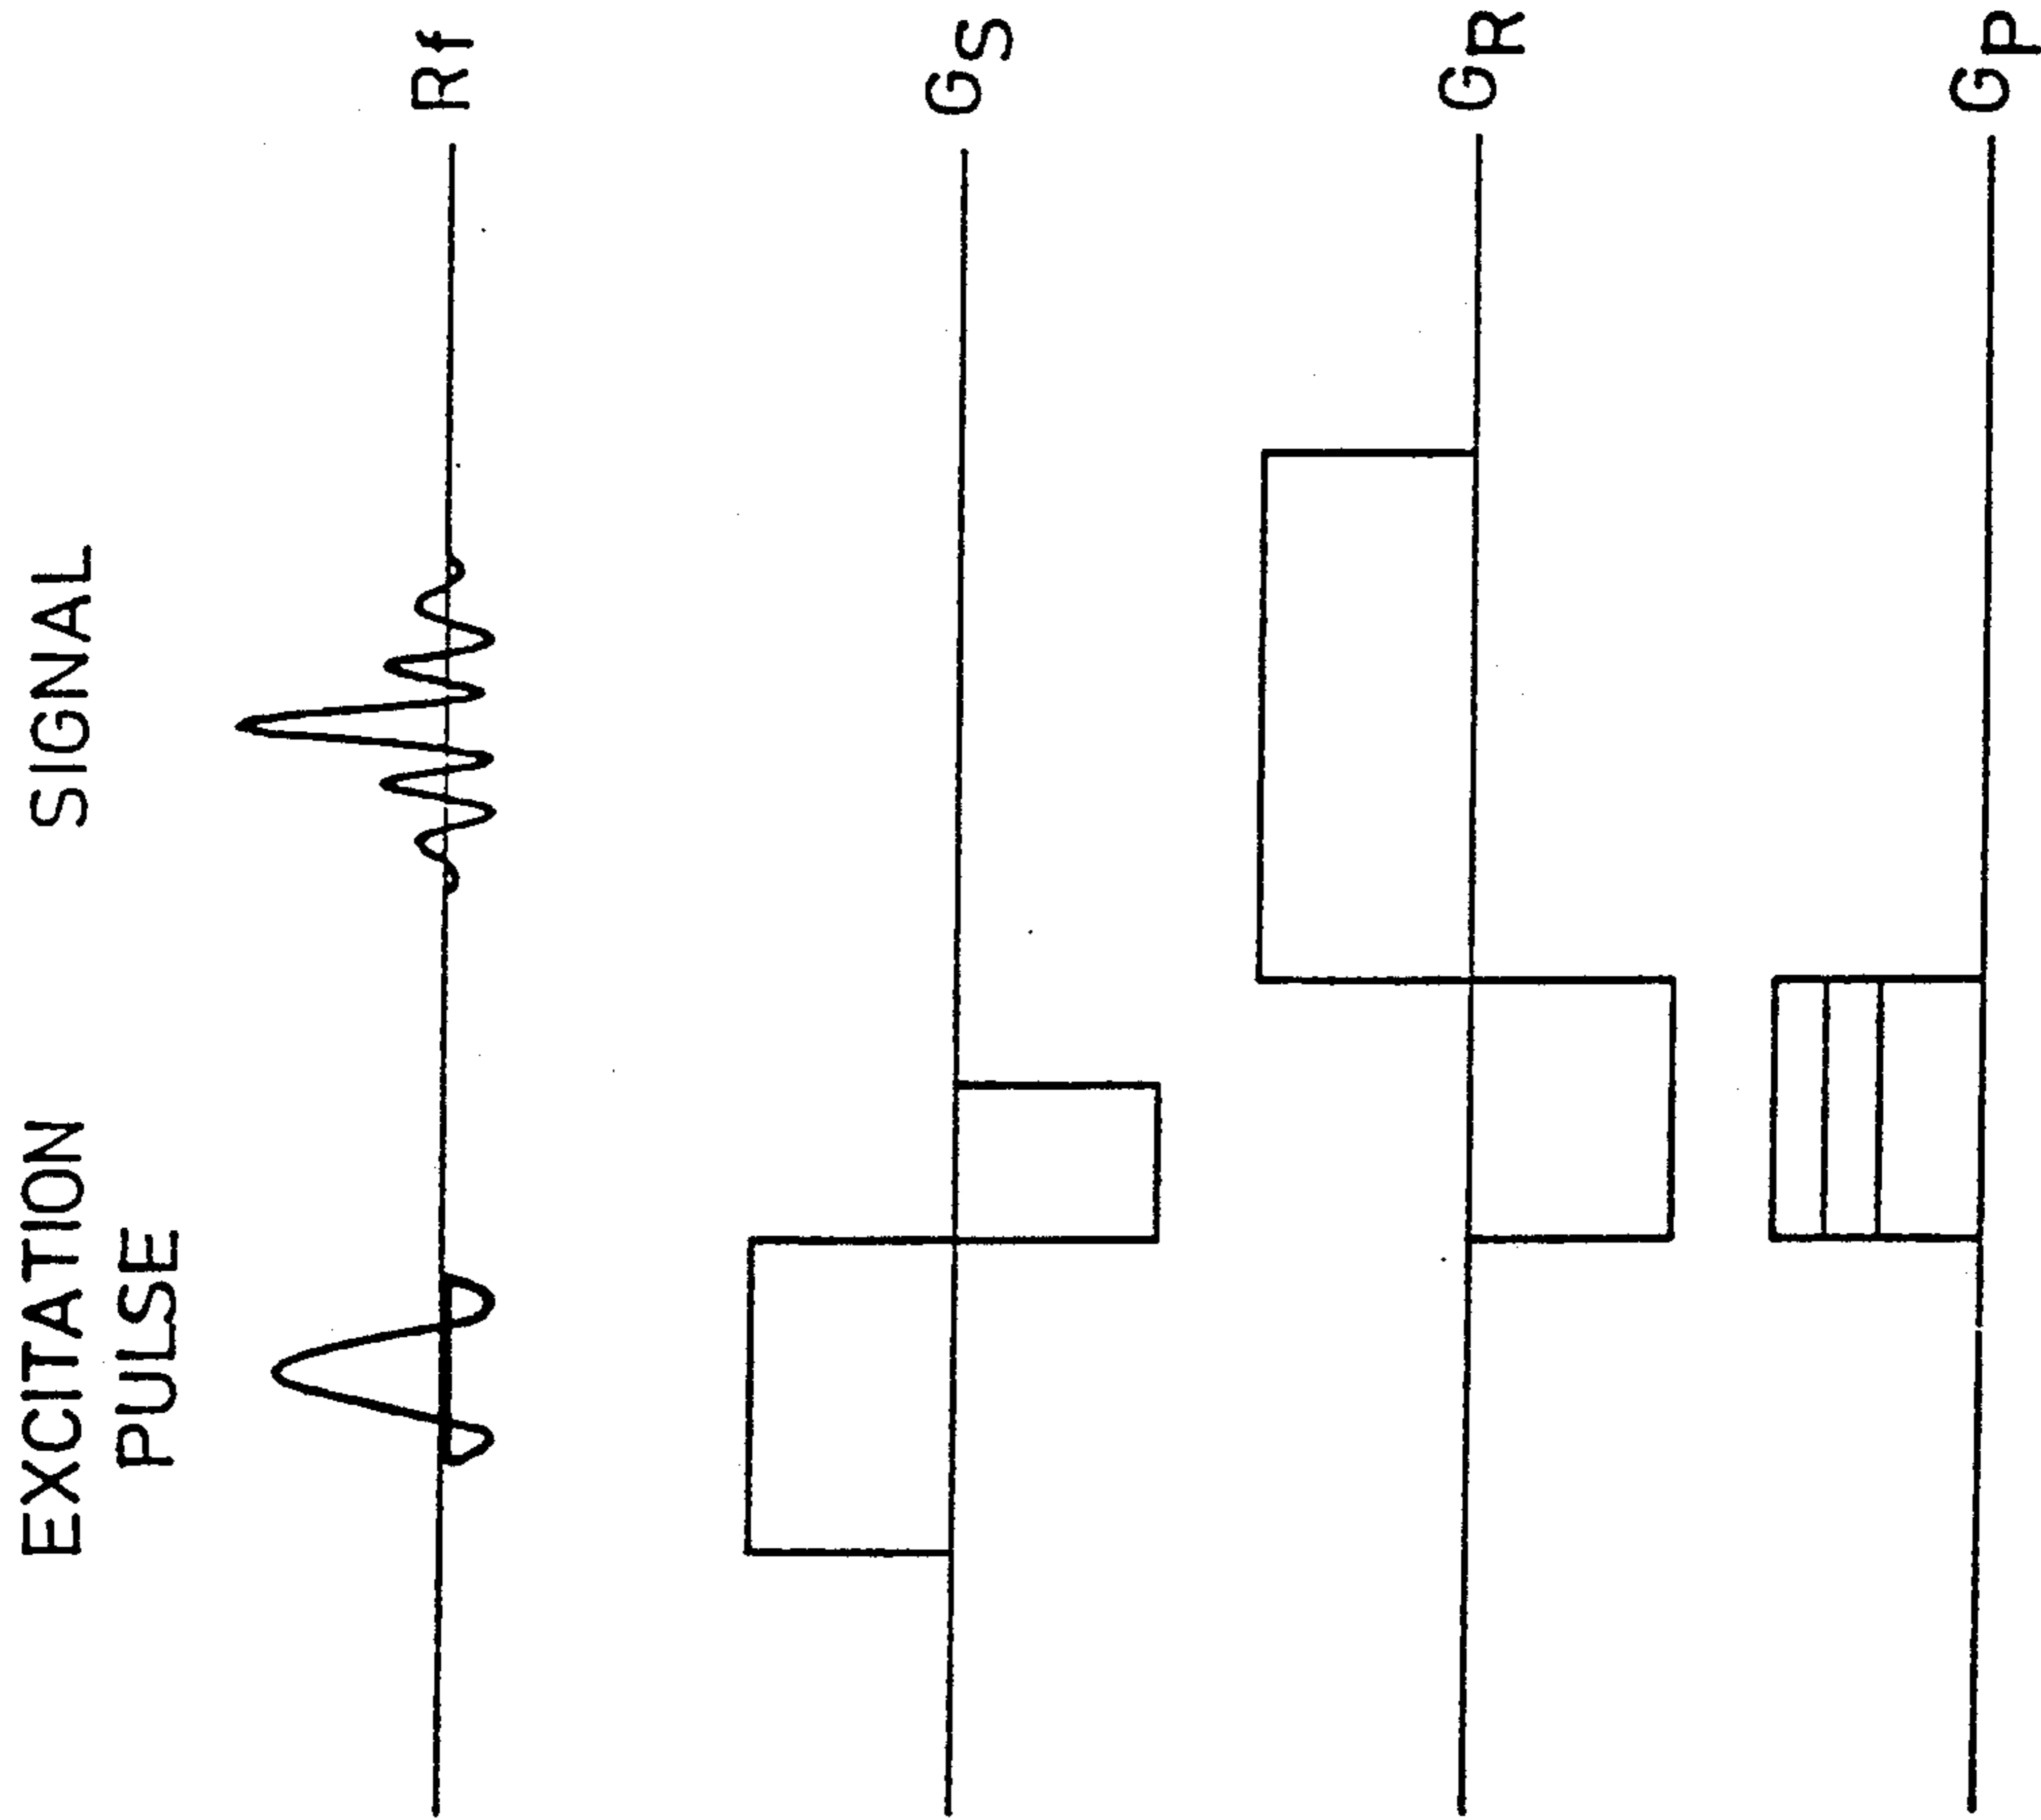 EXCITATION
PULSE
SIGNAL
Rf
GS
GR
GP